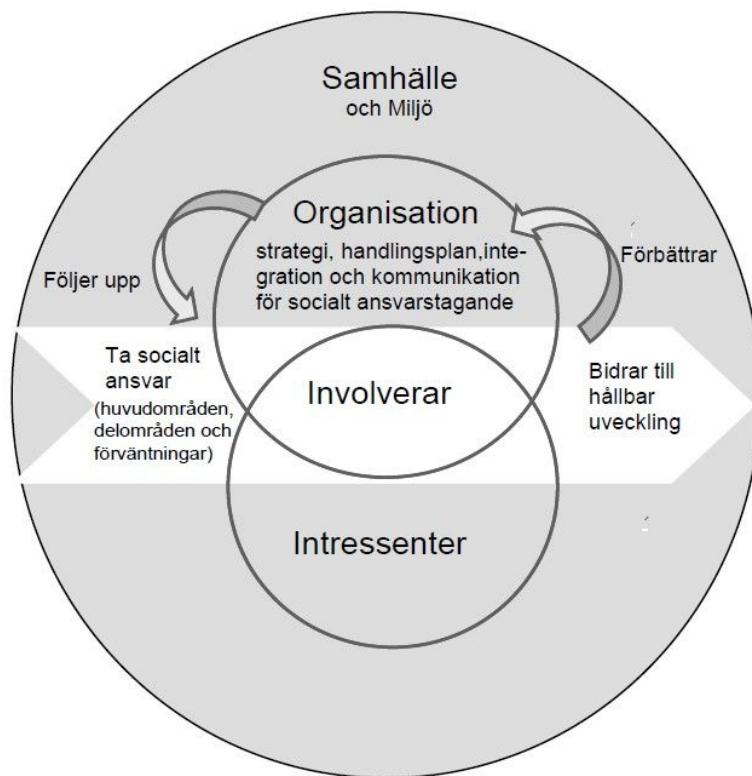 Samhälle
och Miljö
Organisation
strategi, handlingsplan,inte-
gration och kommunikation
för socialt ansvarstagande
Följer upp
Förbättrar
Ta socialt
ansvar
(huvudområden,
delområden och
förväntningar)
Involverar
Bidrar till
hållbar
uveckling
Intressenter